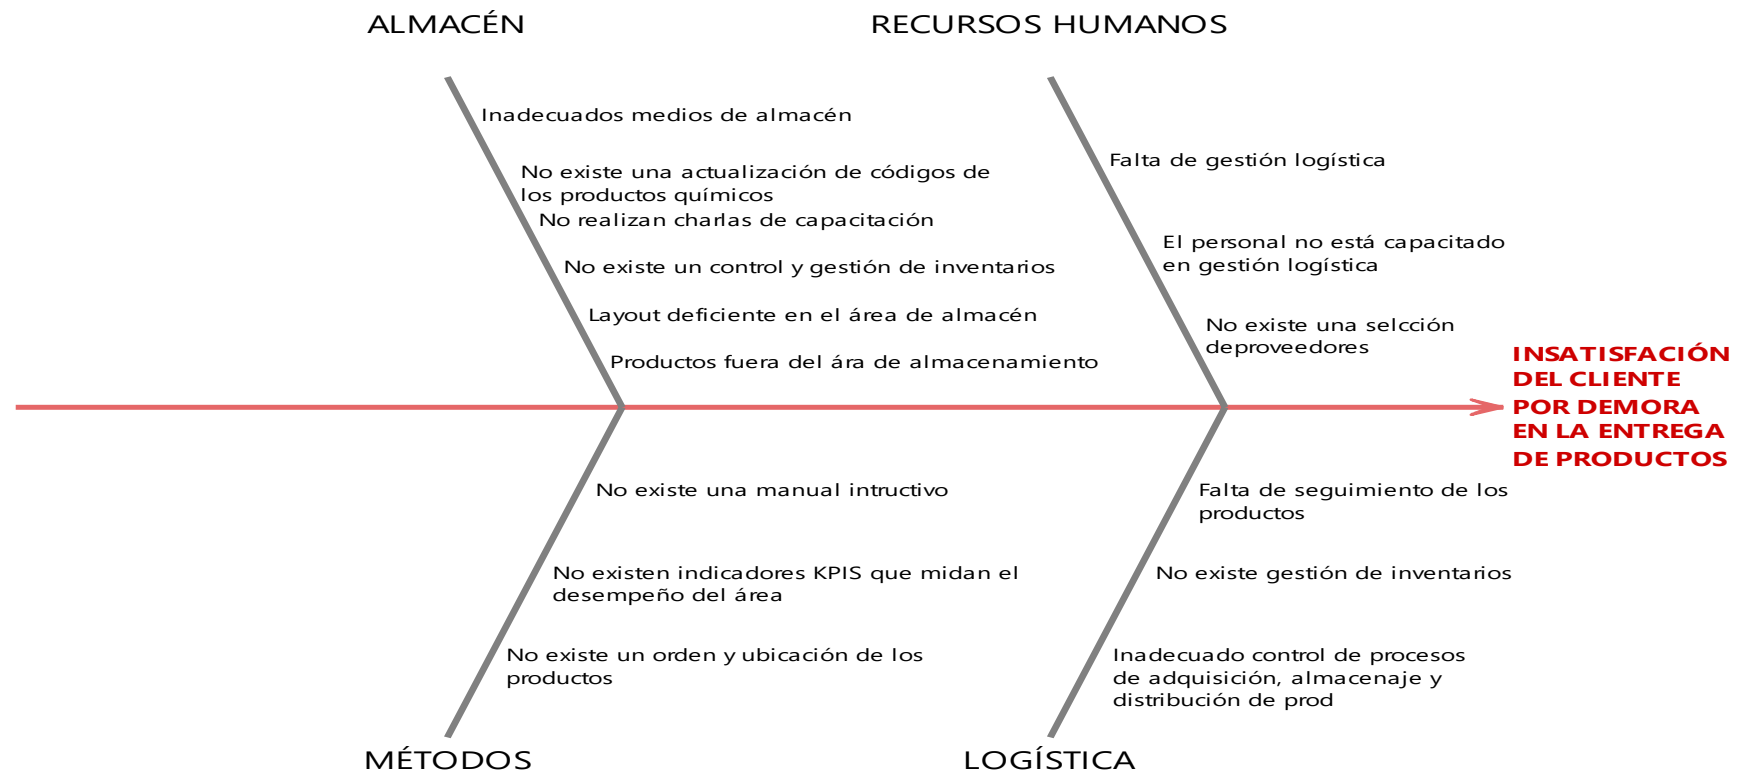 ALMACÉN
Inadecuados medios de almacén
No existe una actualización de códigos de
los productos químicos
No realizan charlas de capacitación
No existe un control y gestión de inventarios
Layout deficiente en el área de almacén
Productos fuera del ára de almacenamiento
RECURSOS HUMANOS
Falta de gestión logística
El personal no está capacitado
en gestión logística
No existe una selcción
deproveedores
INSATISFACIÓN
DEL CLIENTE
POR DEMORA
EN LA ENTREGA
DE PRODUCTOS
No existe una manual intructivo
No existen indicadores KPIS que midan el
desempeño del área
No existe un orden y ubicación de los
productos
MÉTODOS
Falta de seguimiento de los
productos
No existe gestión de inventarios
Inadecuado control de procesos
de adquisición, almacenaje y
distribución de prod
LOGÍSTICA